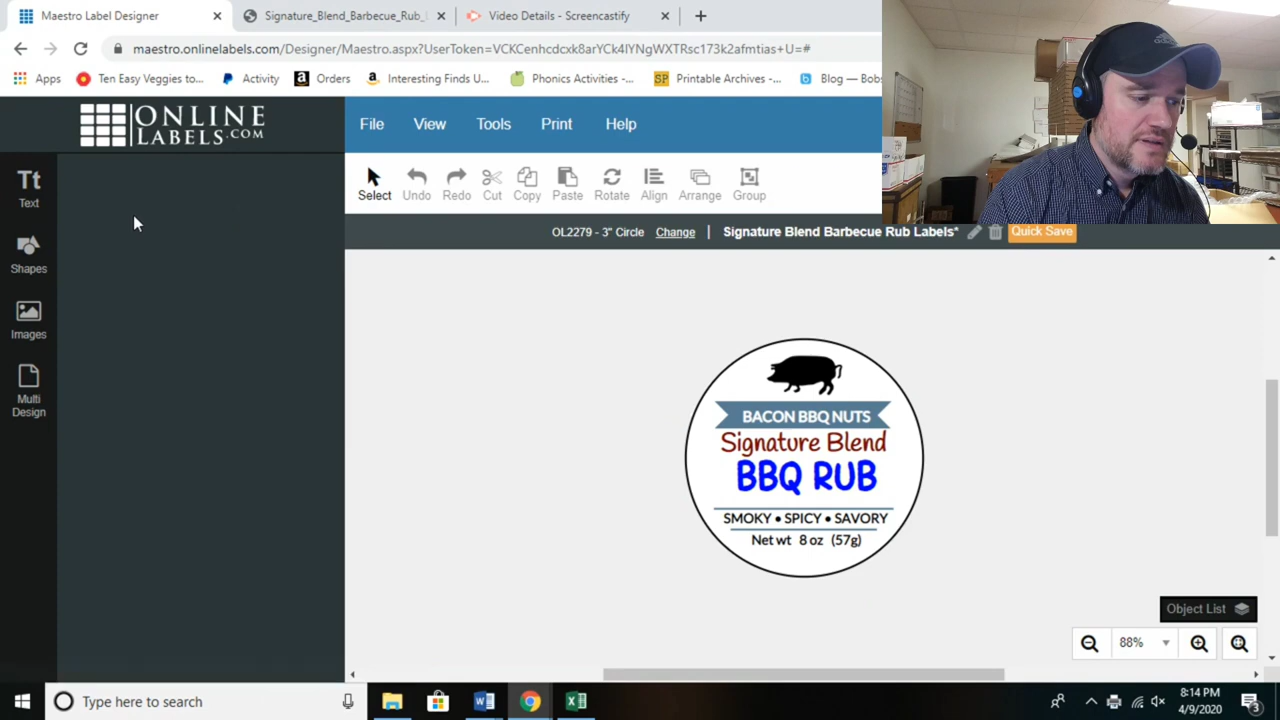 Maestro Label Designer
Signature_Blend_Barbecue_Rub_
Video Details - Screencastify
maestro.onlinelabels.com/Designer/Maestro.aspx?UserToken=VCKCenhcdcxk8arYCk4IYNgWXTRsc173k2afmtias+U=#
Apps
Ten Easy Veggies to...
Activity
Orders
Interesting Finds U...
Phonics Activities -...
SP
Printable Archives -...
Blog — Bobs
ONLINE
LABELS.COM
File
View
Tools
Print
Help
Tt
Text
Shapes
Images
Multi
Design
Select
Undo
Redo
Cut
Copy
Paste
Rotate
Align
Arrange
Group
OL2279 - 3" Circle
Change
|
Signature Blend Barbecue Rub Labels*
Quick Save
BACON BBQ NUTS
Signature Blend
BBQ RUB
SMOKY • SPICY • SAVORY
Net wt 8 oz (57g)
Object List
88%
Type here to search
8:14 PM
4/9/2020
3